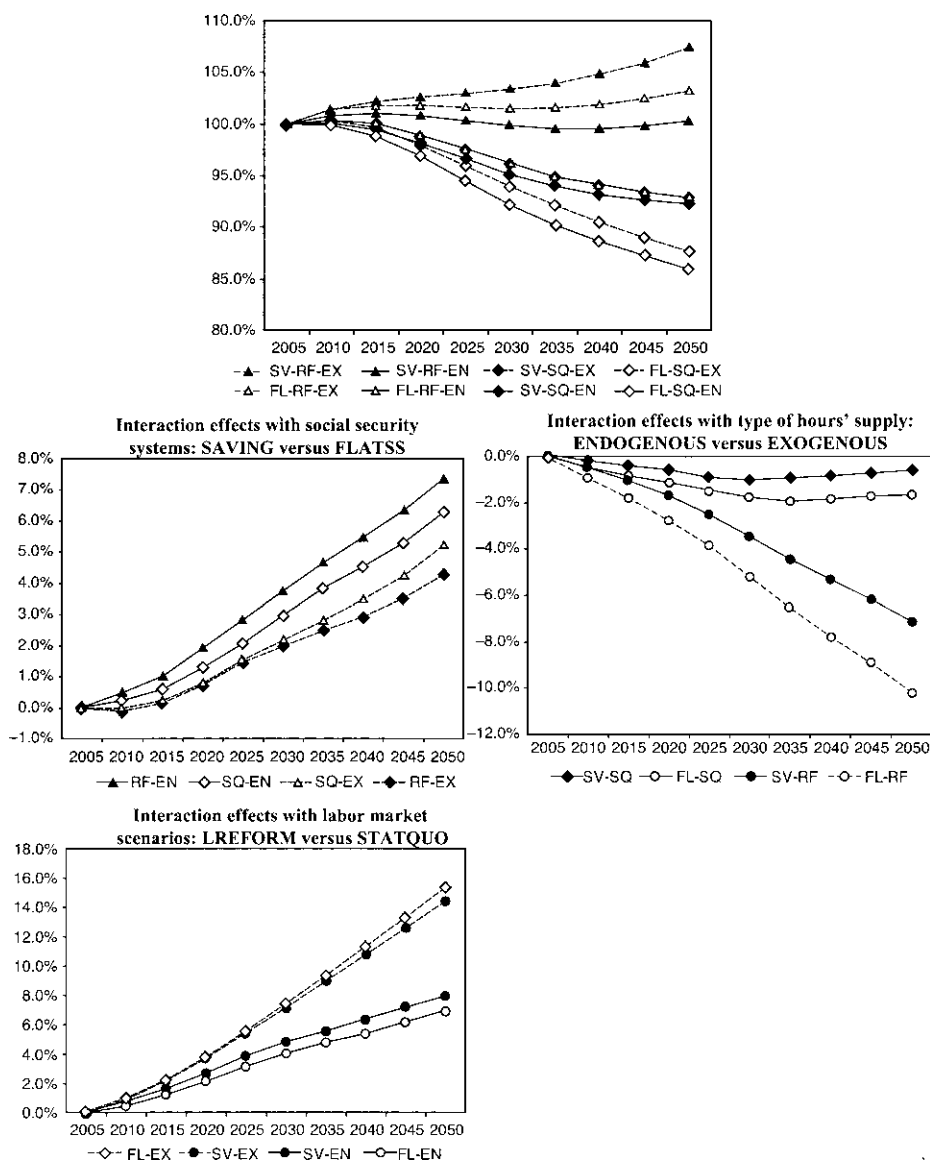 110.0%
105.0%
100.0%
95.0%
90.0%
85.0%
80.0%
2005 2010 2015 2020 2025 2030 2035 2040 2045 2050
SV-RF-EX SV-RF-EN SV-SQ-EX FL-SQ-EX
FL-RF-EX FL-RF-EN SV-SQ-EN FL-SQ-EN
Interaction effects with social security
systems: SAVING versus FLATSS
8.0%
7.0%
6.0%
5.0%
4.0%
3.0%
2.0%
1.0%
0.0%
−1.0%
2005 2010 2015 2020 2025 2030 2035 2040 2045 2050
RF-EN SQ-EN SQ-EX RF-EX
Interaction effects with type of hours' supply:
ENDOGENOUS versus EXOGENOUS
0.0%
−2.0%
−4.0%
−6.0%
−8.0%
−10.0%
−12.0%
2005 2010 2015 2020 2025 2030 2035 2040 2045 2050
SV-SQ FL-SQ SV-RF FL-RF
Interaction effects with labor market
scenarios: LREFORM versus STATQUO
18.0%
16.0%
14.0%
12.0%
10.0%
8.0%
6.0%
4.0%
2.0%
0.0%
2005 2010 2015 2020 2025 2030 2035 2040 2045 2050
FL-EX SV-EX SV-EN FL-EN